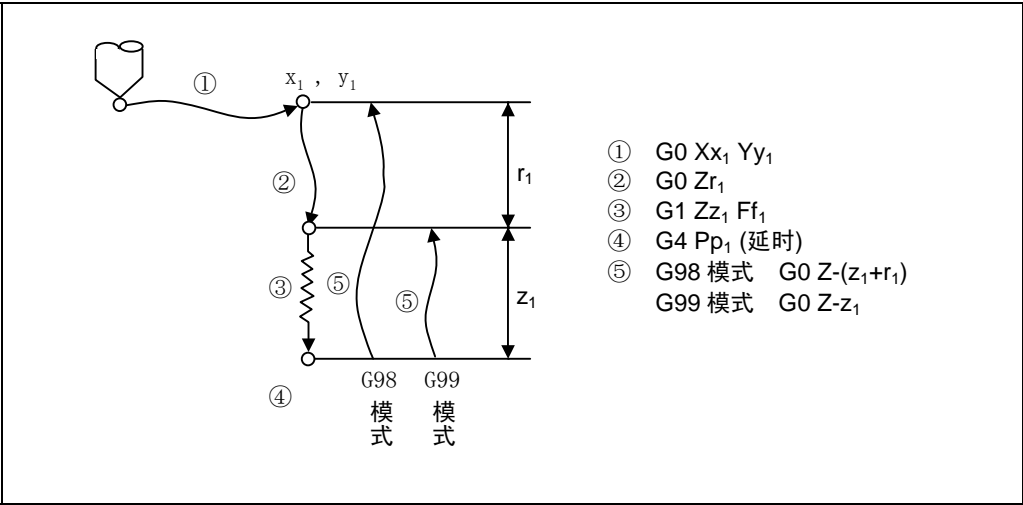 ①
x₁ , y₁
②
r₁
③
⑤
⑤
z₁
④
G98
模
式
G99
模
式
① G0 Xx₁ Yy₁
② G0 Zr₁
③ G1 Zz₁ Ff₁
④ G4 Pp₁ (延时)
⑤ G98 模式 G0 Z-(z₁+r₁)
G99 模式 G0 Z-z₁